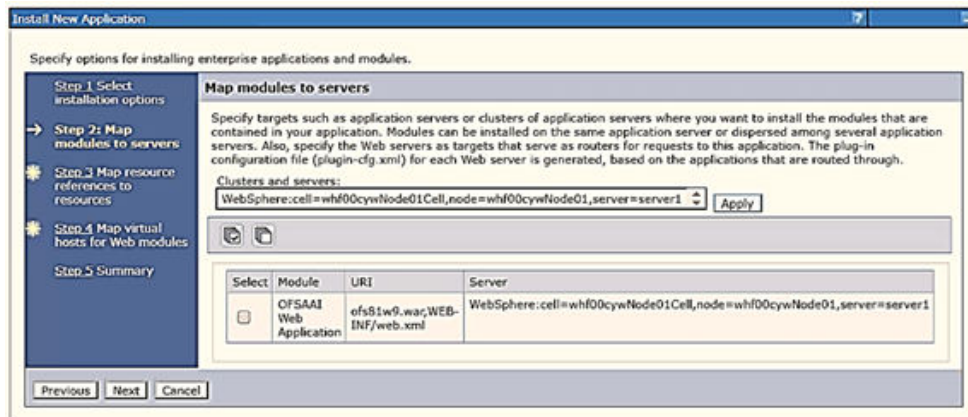 Install New Application
?
Specify options for installing enterprise applications and modules.
Step 1 Select
installation options
Step 2: Map
modules to servers
Step 3 Map resource
references to
resources
Step 4 Map virtual
hosts for Web modules
Step 5 Summary
Map modules to servers
Specify targets such as application servers or clusters of application servers where you want to install the modules that are
contained in your application. Modules can be installed on the same application server or dispersed among several application
servers. Also, specify the Web servers as targets that serve as routers for requests to this application. The plug-in
configuration file (plugin-cfg.xml) for each Web server is generated, based on the applications that are routed through.
Clusters and servers:
WebSphere:cell=whf00cywNode01Cell,node=whf00cywNode01,server=server1
Apply
Select Module URI Server
OFSAAI
Web
Application
ofs81w9.war,WEB-
INF/web.xml
WebSphere:cell=whf00cywNode01Cell,node=whf00cywNode01,server=server1
Previous Next Cancel